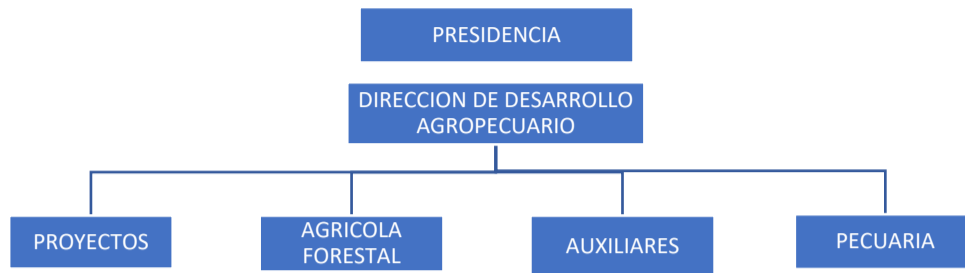 PRESIDENCIA
DIRECCION DE DESARROLLO
AGROPECUARIO
PROYECTOS
AGRICOLA
FORESTAL
AUXILIARES
PECUARIA